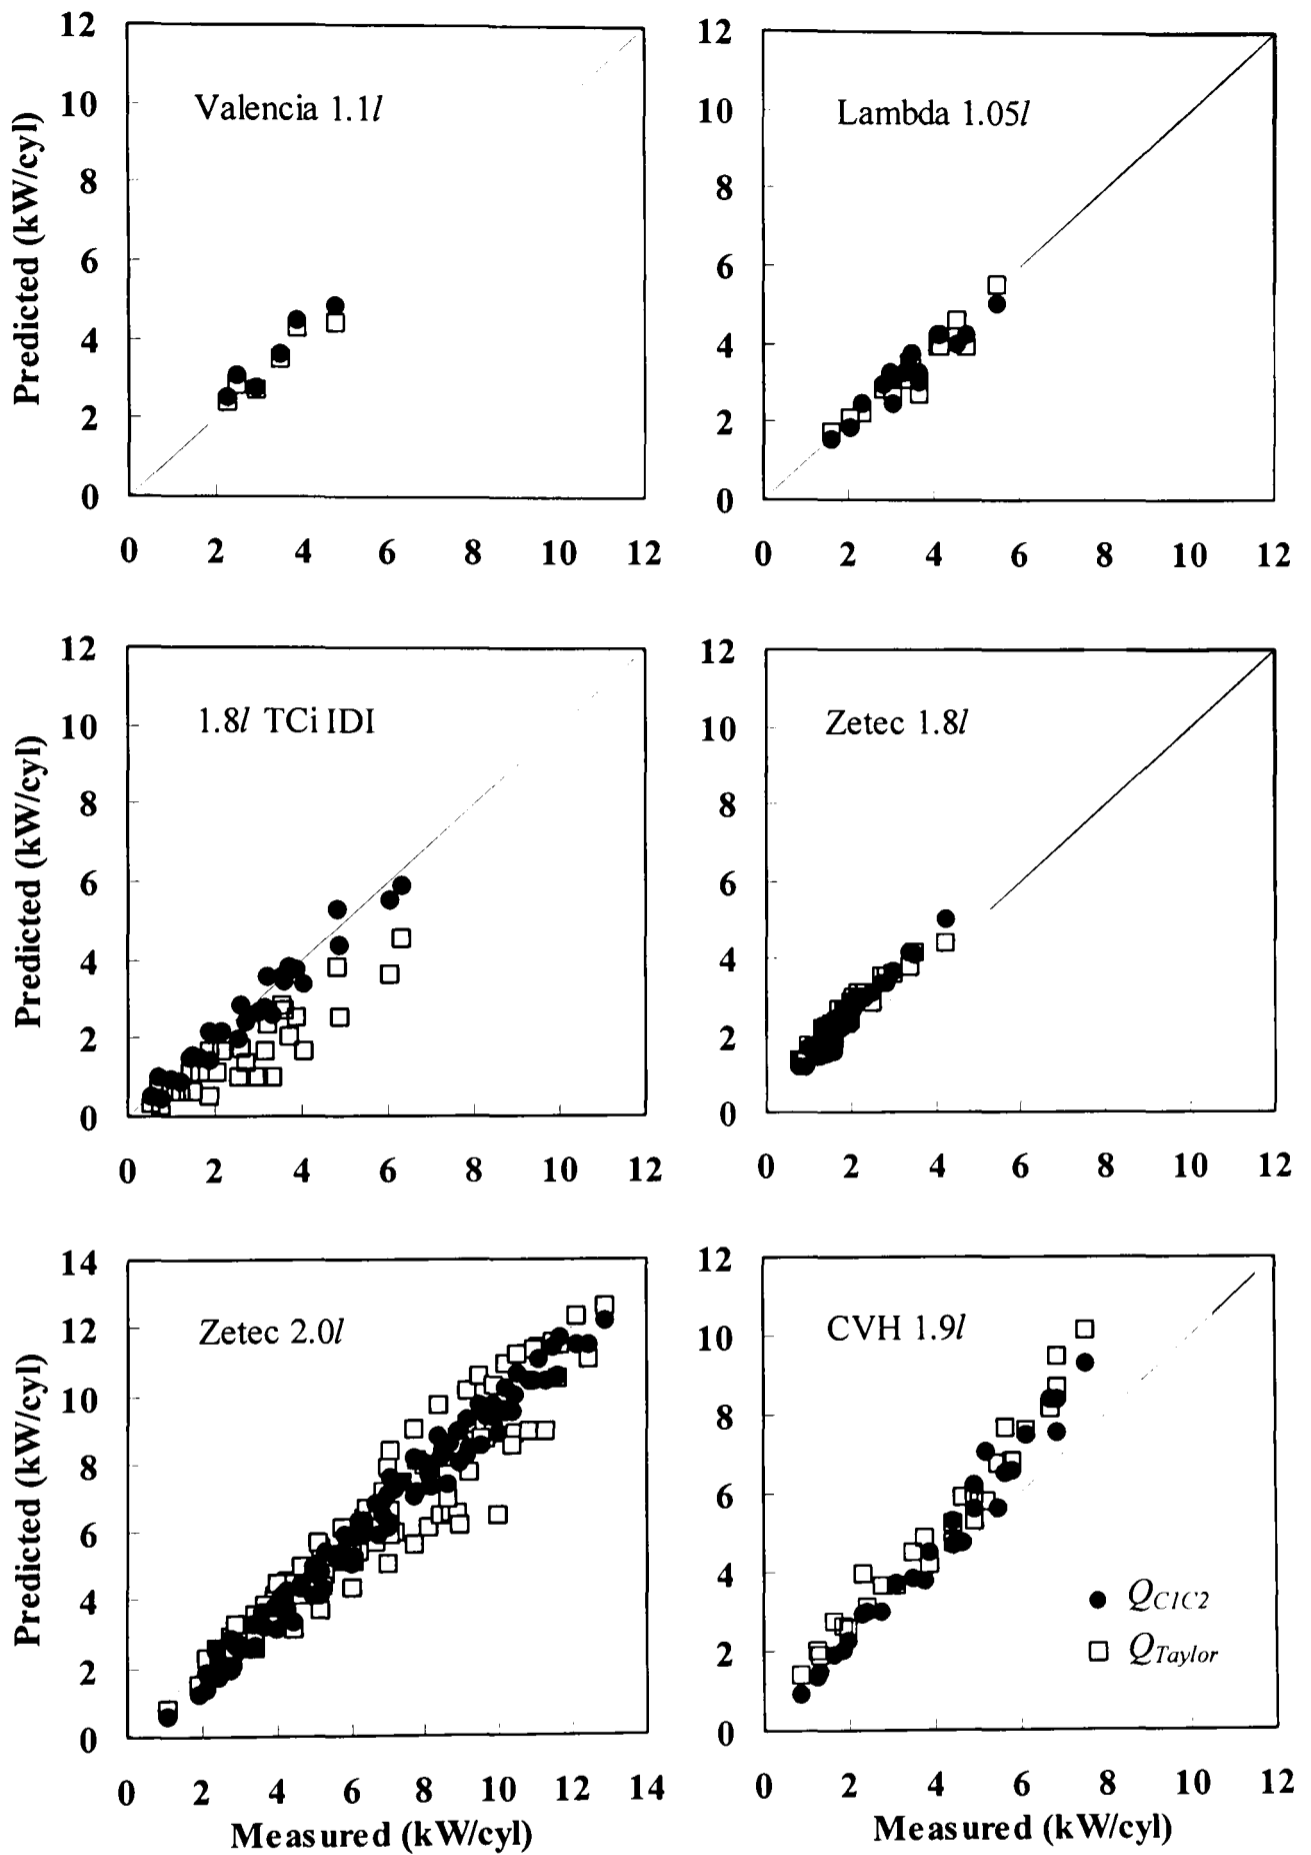 12
10
8
6
4
2
0
Predicted (kW/cyl)
Valencia 1.1l
0 2 4 6 8 10 12
12
10
8
6
4
2
0
Lambda 1.05l
0 2 4 6 8 10 12
12
10
8
6
4
2
0
Predicted (kW/cyl)
1.8l TCi IDI
0 2 4 6 8 10 12
12
10
8
6
4
2
0
Zetec 1.8l
0 2 4 6 8 10 12
14
12
10
8
6
4
2
0
Predicted (kW/cyl)
Zetec 2.0l
0 2 4 6 8 10 12 14
Measured (kW/cyl)
12
10
8
6
4
2
0
CVH 1.9l
QC1C2
QTaylor
0 2 4 6 8 10 12
Measured (kW/cyl)